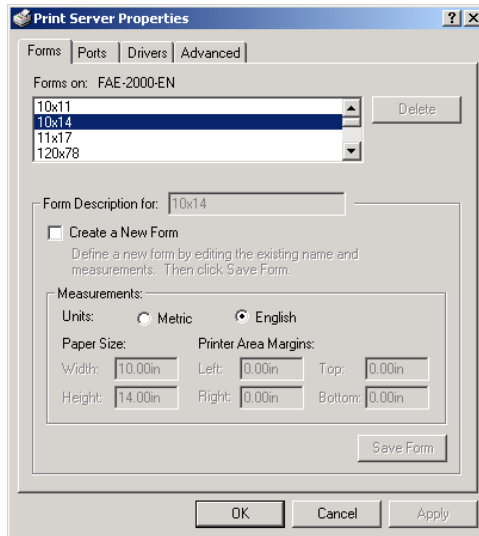 Print Server Properties
Forms Ports Drivers Advanced
Forms on: FAE-2000-EN
10x11
10x14
11x17
120x78
Delete
Form Description for: 10x14
Create a New Form
Define a new form by editing the existing name and
measurements. Then click Save Form.
Measurements:
Units: Metric English
Paper Size: Printer Area Margins:
Width: 10.00in Left: 0.00in Top: 0.00in
Height: 14.00in Right: 0.00in Bottom: 0.00in
Save Form
OK Cancel Apply